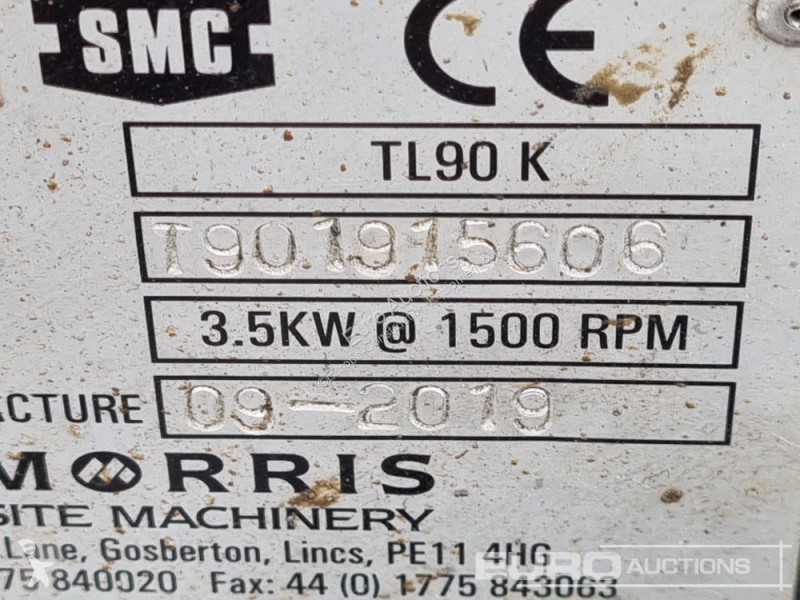 SMC CE
TL90 K
T901915606
3.5KW @ 1500 RPM
ACTURE 09-2019
MORRIS
SITE MACHINERY
Lane, Gosberton, Lincs, PE11 4HG
75 840020 Fax: 44 (0) 1775 843063
EURO AUCTIONS